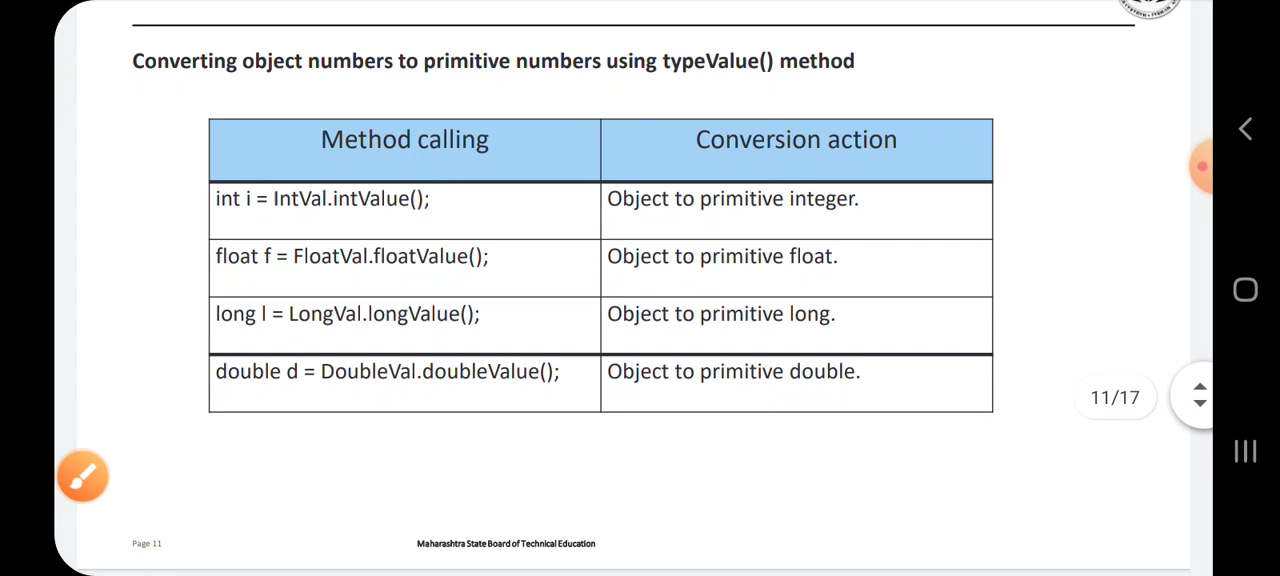 Converting object numbers to primitive numbers using typeValue() method
Method calling
Conversion action
int i = IntVal.intValue();
Object to primitive integer.
float f = FloatVal.floatValue();
Object to primitive float.
long l = LongVal.longValue();
Object to primitive long.
double d = DoubleVal.doubleValue();
Object to primitive double.
11/17
Page 11
Maharashtra State Board of Technical Education